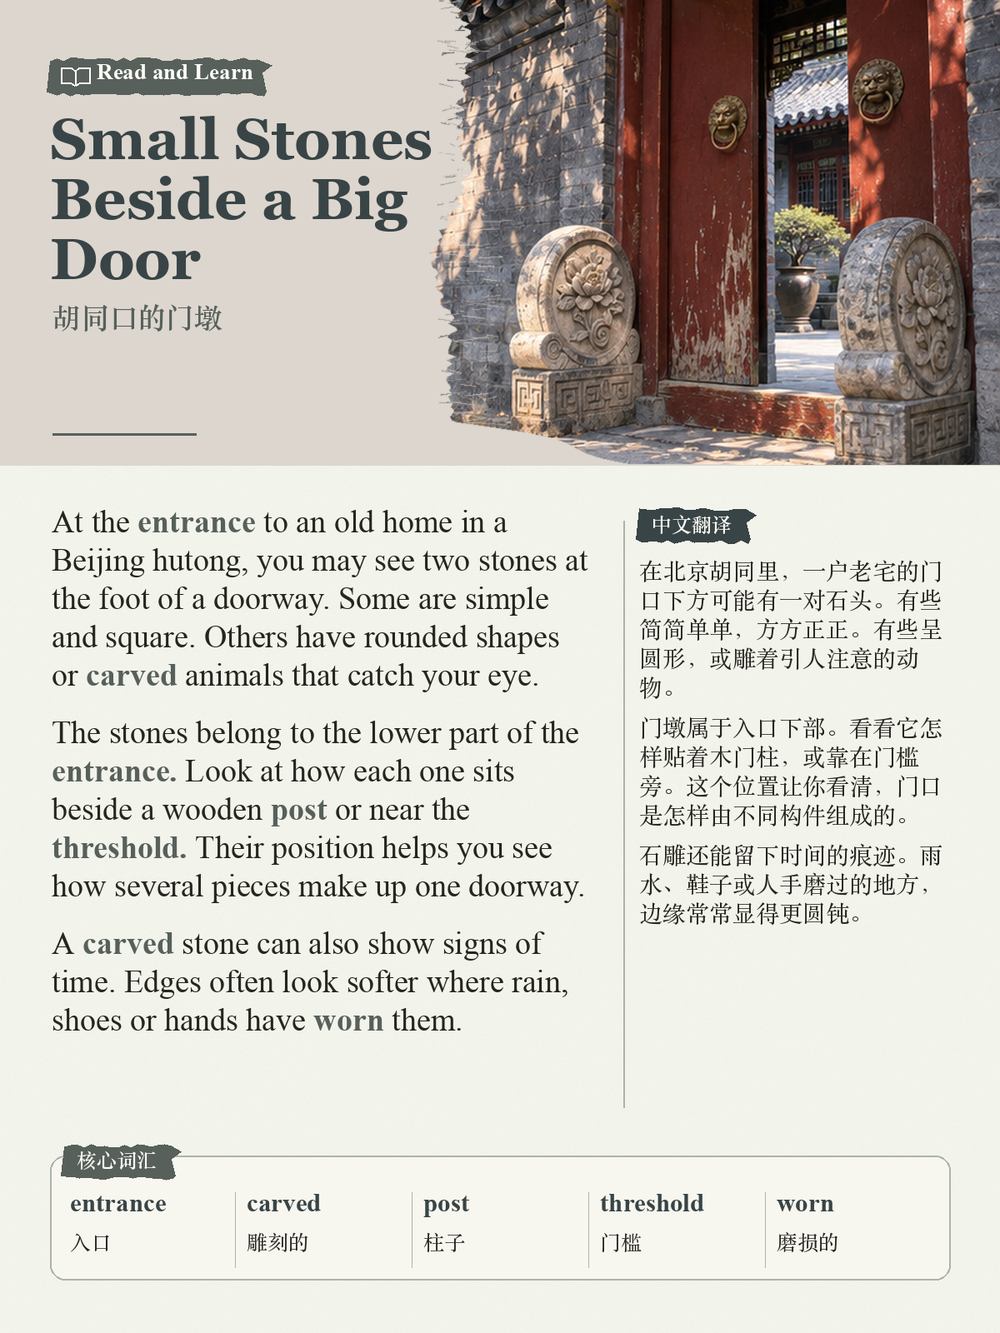 Read and Learn
Small Stones
Beside a Big
Door
胡同口的门墩
At the entrance to an old home in a
Beijing hutong, you may see two stones at
the foot of a doorway. Some are simple
and square. Others have rounded shapes
or carved animals that catch your eye.
The stones belong to the lower part of the
entrance. Look at how each one sits
beside a wooden post or near the
threshold. Their position helps you see
how several pieces make up one doorway.
A carved stone can also show signs of
time. Edges often look softer where rain,
shoes or hands have worn them.
中文翻译
在北京胡同里，一户老宅的门
口下方可能有一对石头。有些
简简单单，方方正正。有些呈
圆形，或雕着引人注意的动
物。
门墩属于入口下部。看看它怎
样贴着木门柱，或靠在门槛
旁。这个位置让你看清，门口
是怎样由不同构件组成的。
石雕还能留下时间的痕迹。雨
水、鞋子或人手磨过的地方，
边缘常常显得更圆钝。
核心词汇
entrance
入口
carved
雕刻的
post
柱子
threshold
门槛
worn
磨损的